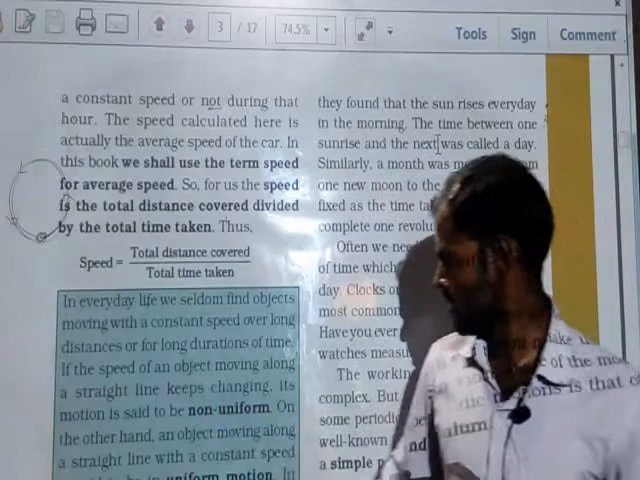 3 / 17
74.5%
Tools Sign Comment
a constant speed or not during that
hour. The speed calculated here is
actually the average speed of the car. In
this book we shall use the term speed
for average speed. So, for us the speed
is the total distance covered divided
by the total time taken. Thus,
Speed = Total distance covered
Total time taken
In everyday life we seldom find objects
moving with a constant speed over long
distances or for long durations of time.
If the speed of an object moving along
a straight line keeps changing, its
motion is said to be non-uniform. On
the other hand, an object moving along
a straight line with a constant speed
uniform motion. In
they found that the sun rises everyday
in the morning. The time between one
sunrise and the next was called a day.
Similarly, a month was
one new moon to the
fixed as the time
complete one
Often we
of time which
day. Clocks
most common
Have you ever
watches
The
complex. But
some
well-known
a simple
of the
is that